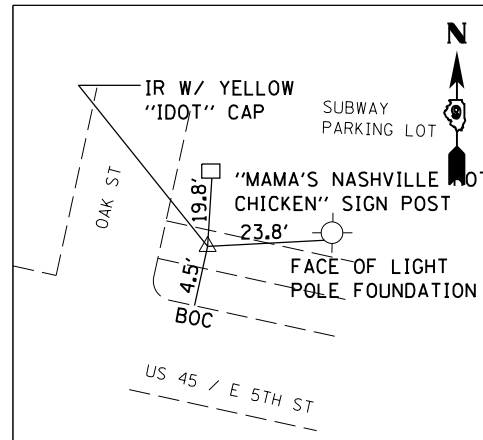 N
IR W/ YELLOW
"IDOT" CAP
SUBWAY
PARKING LOT
OAK ST
19.8'
"MAMA'S NASHVILLE HOT
CHICKEN" SIGN POST
23.8'
4.5'
FACE OF LIGHT
POLE FOUNDATION
BOC
US 45 / E 5TH ST